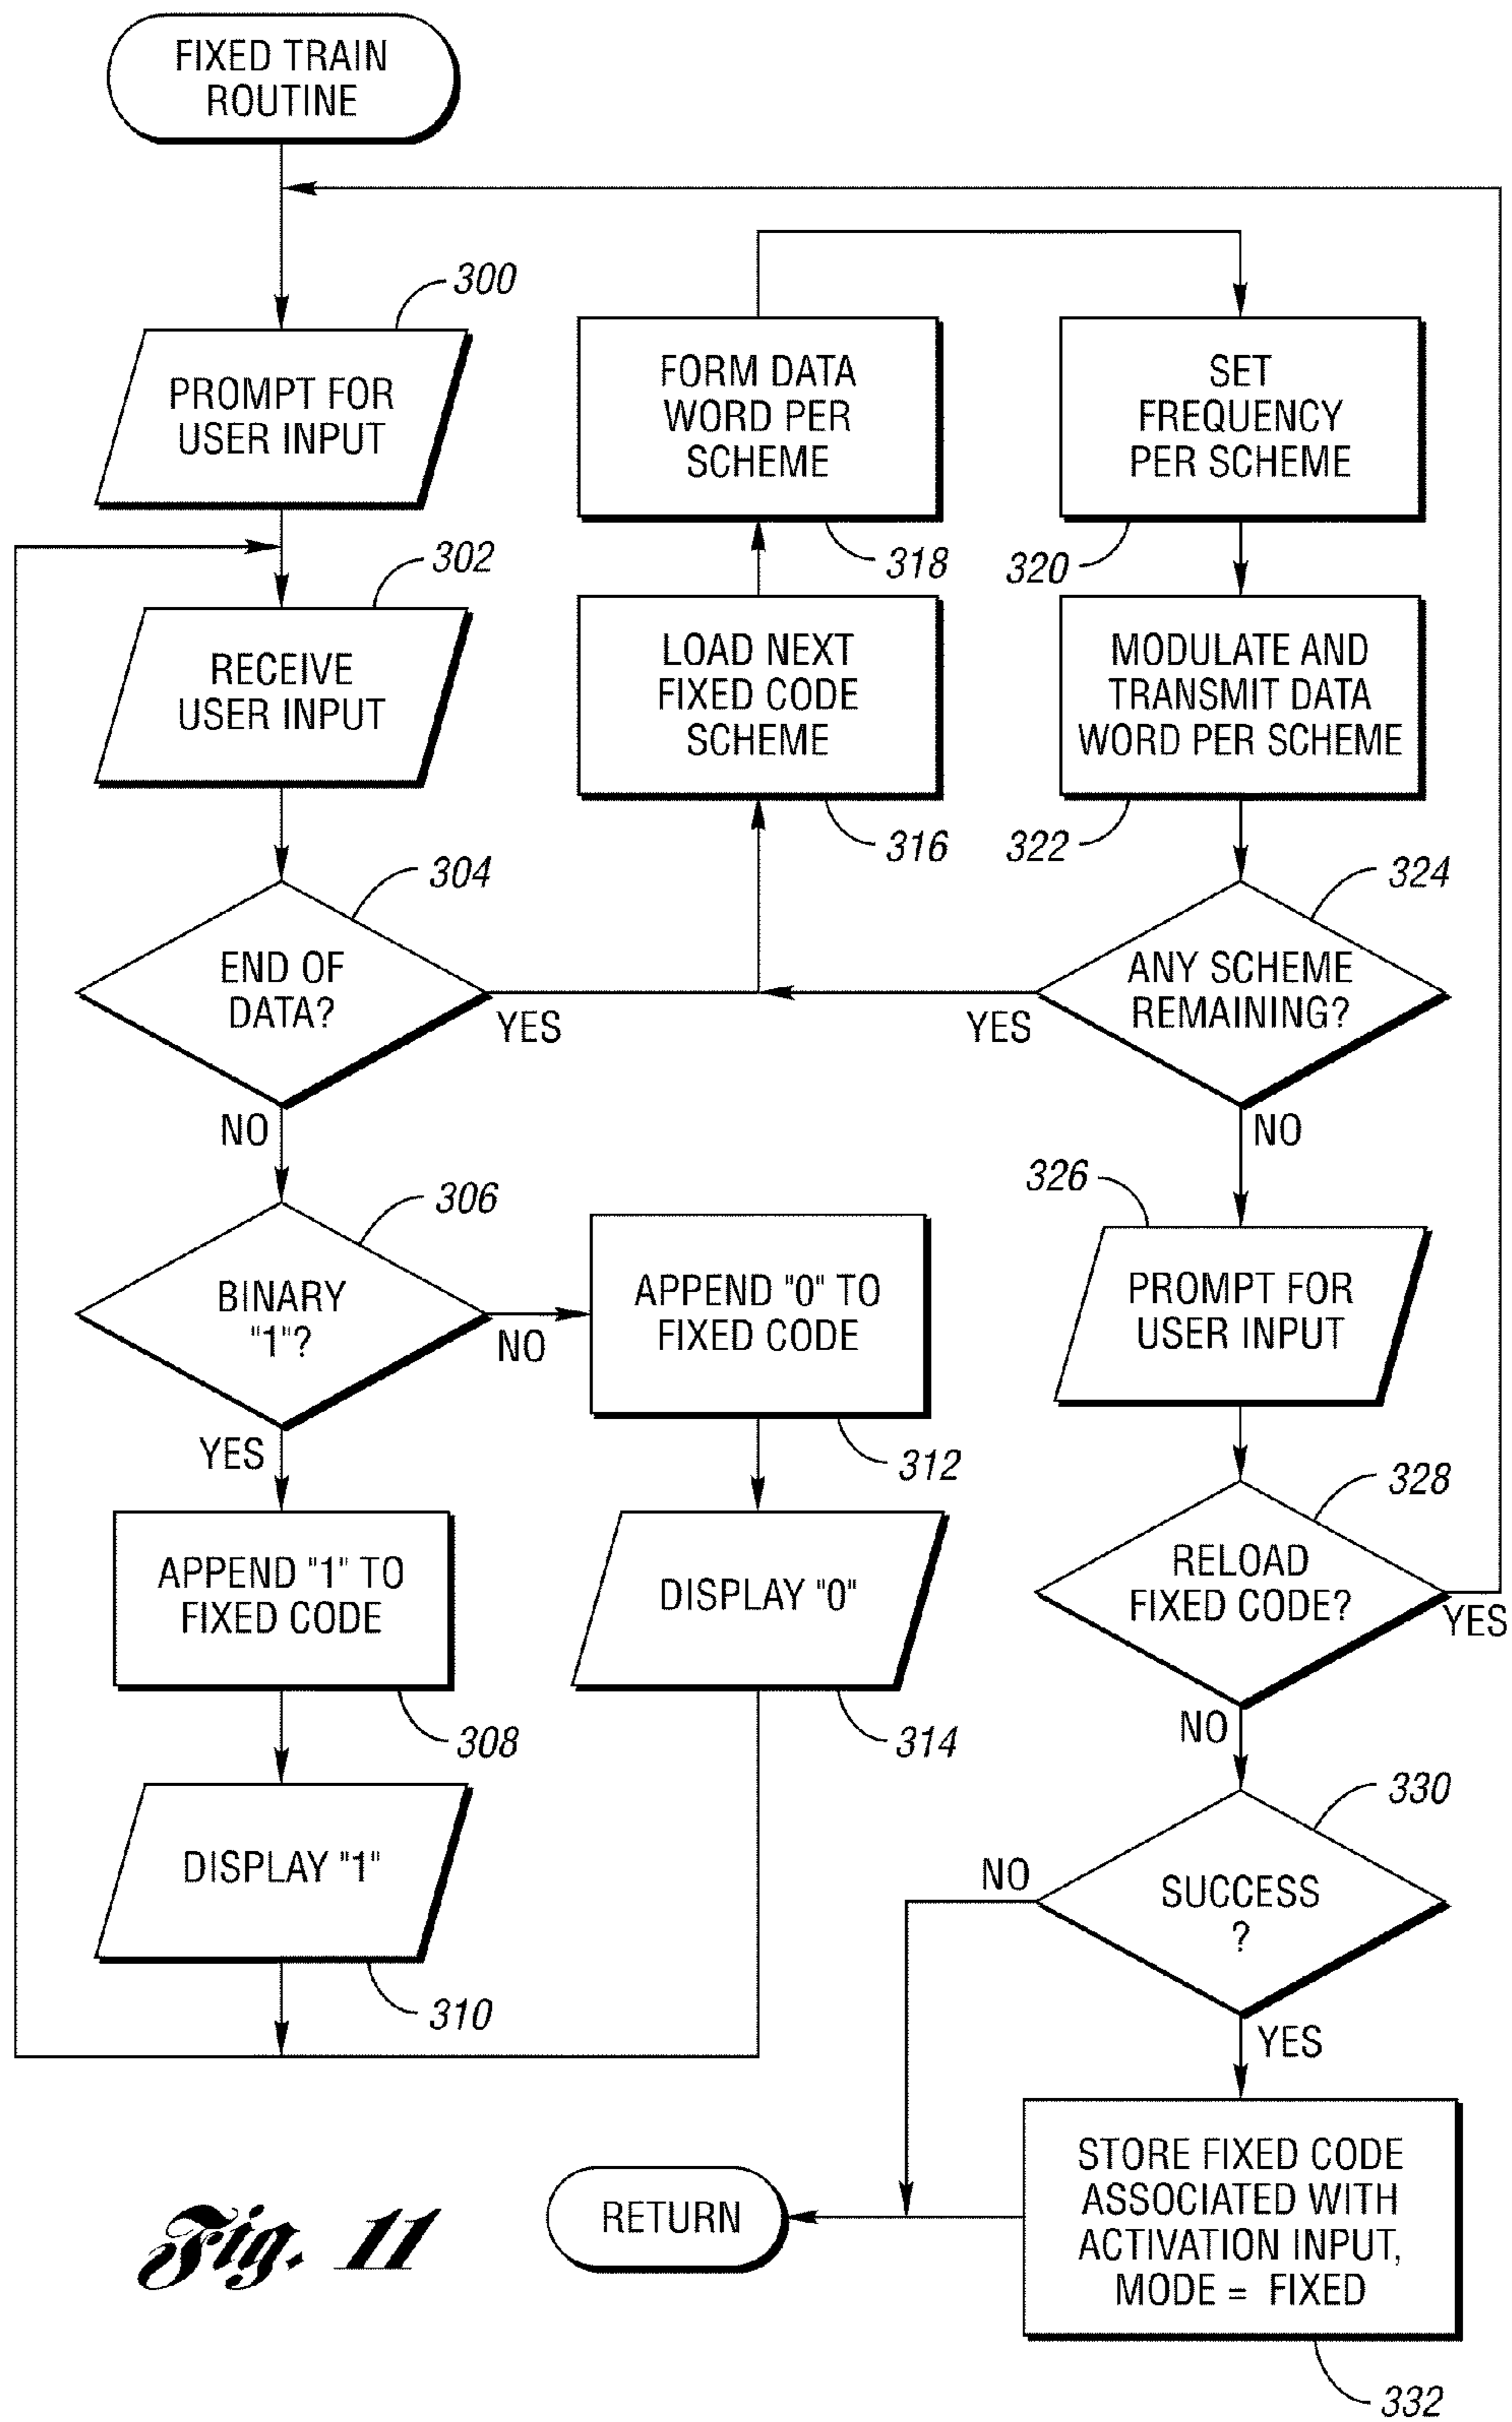 FIXED TRAIN
ROUTINE
300
PROMPT FOR
USER INPUT
302
RECEIVE
USER INPUT
304
END OF
DATA?
YES
NO
306
BINARY
"1"?
NO
YES
APPEND "1" TO
FIXED CODE
308
DISPLAY "1"
310
APPEND "0" TO
FIXED CODE
312
DISPLAY "0"
314
LOAD NEXT
FIXED CODE
SCHEME
316
FORM DATA
WORD PER
SCHEME
318
SET
FREQUENCY
PER SCHEME
320
MODULATE AND
TRANSMIT DATA
WORD PER SCHEME
322
324
ANY SCHEME
REMAINING?
YES
NO
326
PROMPT FOR
USER INPUT
328
RELOAD
FIXED CODE?
YES
NO
330
SUCCESS
?
NO
YES
STORE FIXED CODE
ASSOCIATED WITH
ACTIVATION INPUT,
MODE = FIXED
332
RETURN
Fig. 11